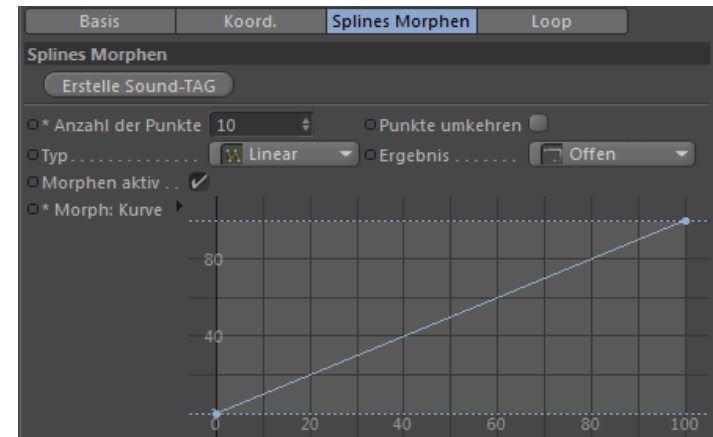 Basis Koord. Splines Morphen Loop
Splines Morphen
Erstelle Sound-TAG
* Anzahl der Punkte 10 Punkte umkehren
Typ............. Linear Ergebnis....... Offen
Morphen aktiv..
* Morph: Kurve
80
40
0 20 40 60 80 100